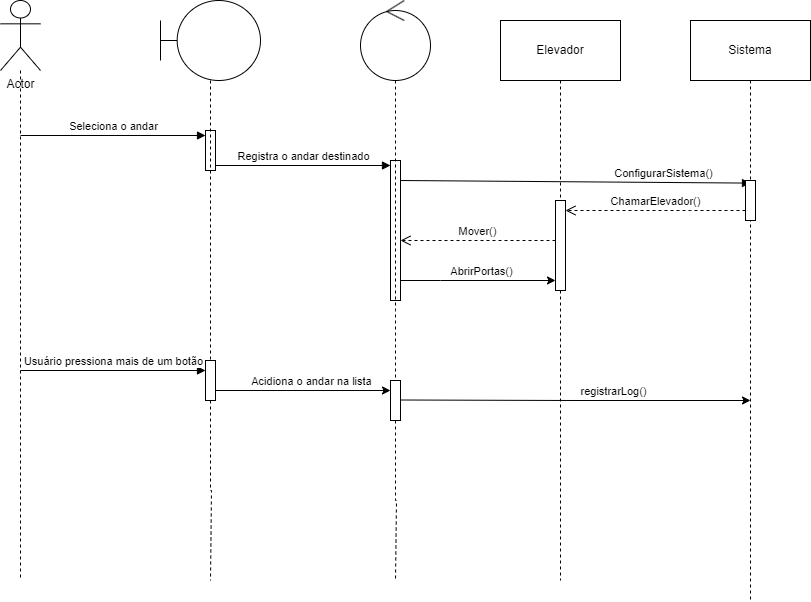 Actor
Elevador
Sistema
Seleciona o andar
Registra o andar destinado
ConfigurarSistema()
ChamarElevador()
Mover()
AbrirPortas()
Usuário pressiona mais de um botão
Acidiona o andar na lista
registrarLog()